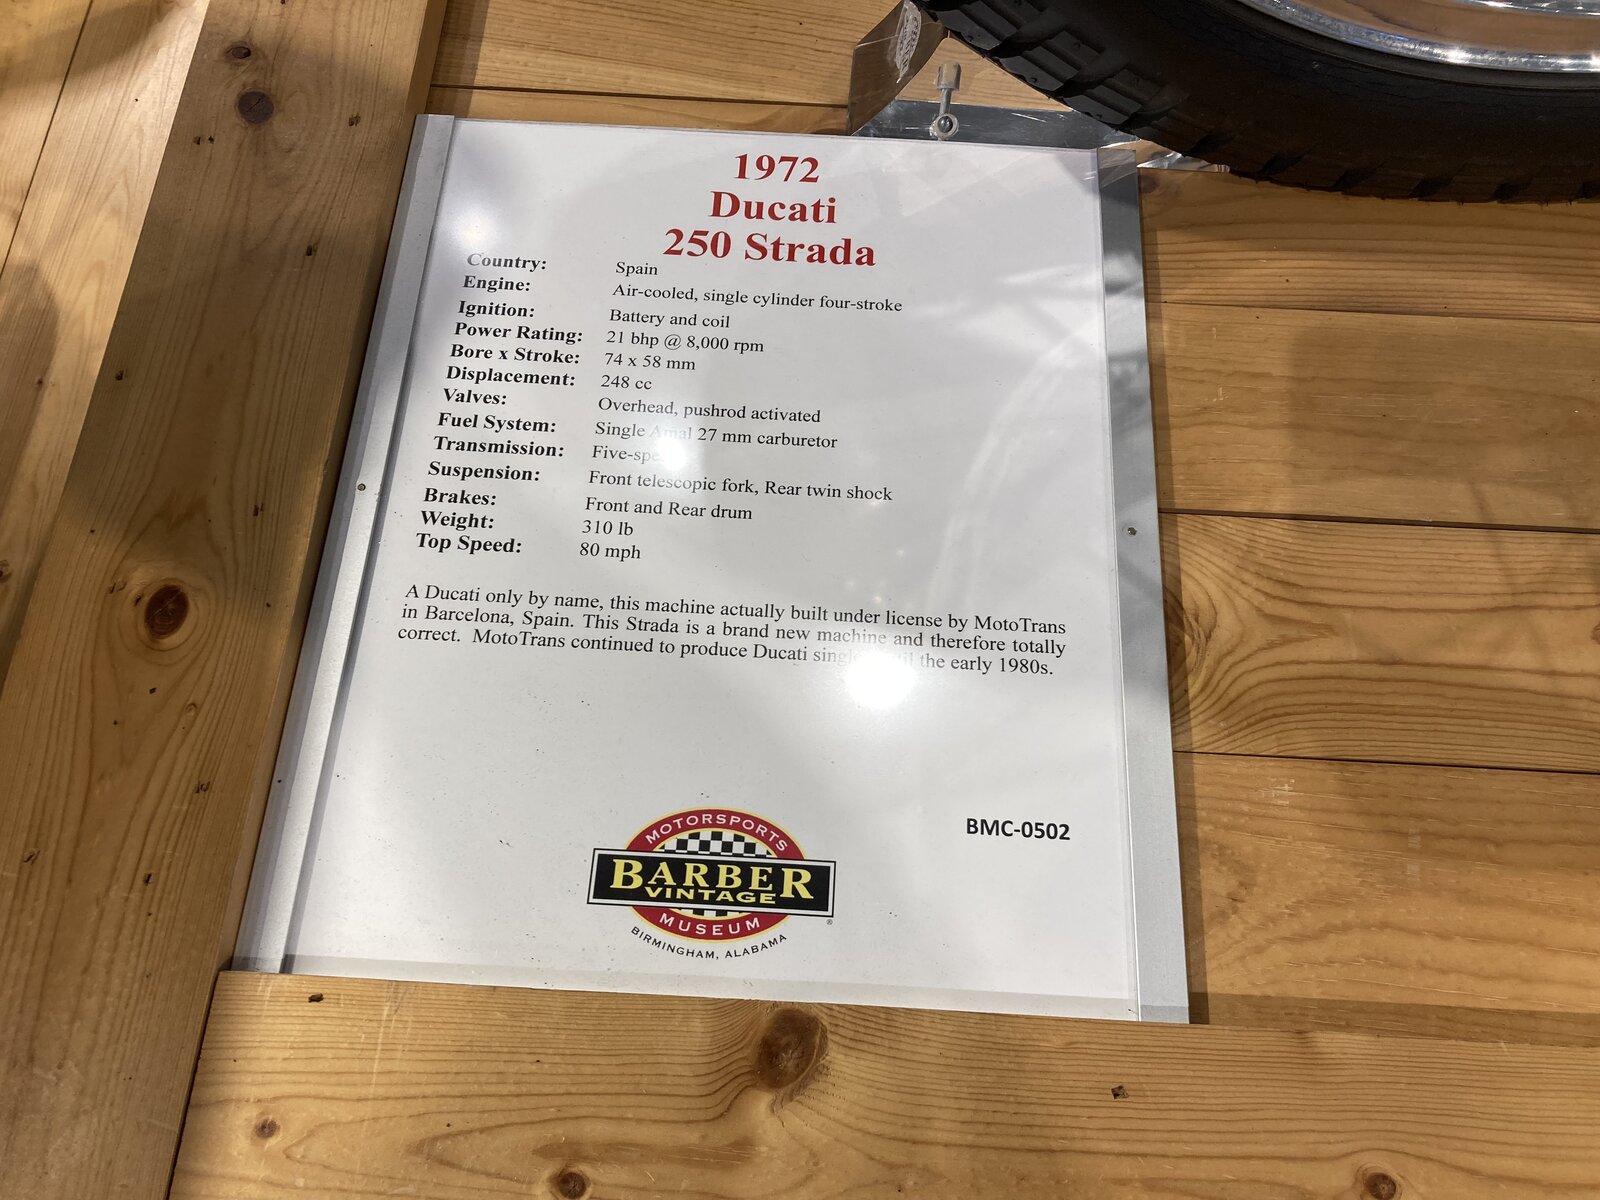 1972
Ducati
250 Strada
Country: Spain
Engine: Air-cooled, single cylinder four-stroke
Ignition: Battery and coil
Power Rating: 21 bhp @ 8,000 rpm
Bore x Stroke: 74 x 58 mm
Displacement: 248 cc
Valves: Overhead, pushrod activated
Fuel System: Single Amal 27 mm carburetor
Transmission:
Suspension: Front telescopic fork, Rear twin shock
Brakes: Front and Rear drum
Weight: 310 lb
Top Speed: 80 mph
A Ducati only by name, this machine actually built under license by MotoTrans
in Barcelona, Spain. This Strada is a brand new machine and therefore totally
correct. MotoTrans continued to produce Ducati the early 1980s.
BMC-0502
MOTORSPORTS
BARBER
VINTAGE
MUSEUM
BIRMINGHAM, ALABAMA